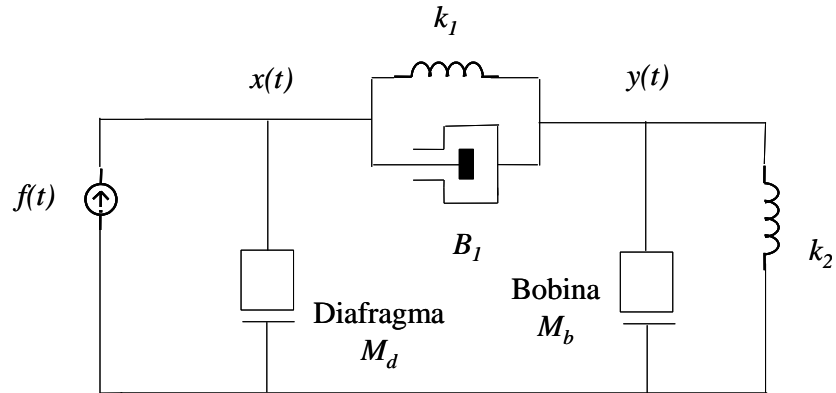 k1
x(t)
y(t)
f(t)
B1
k2
Diafragma
Md
Bobina
Mb